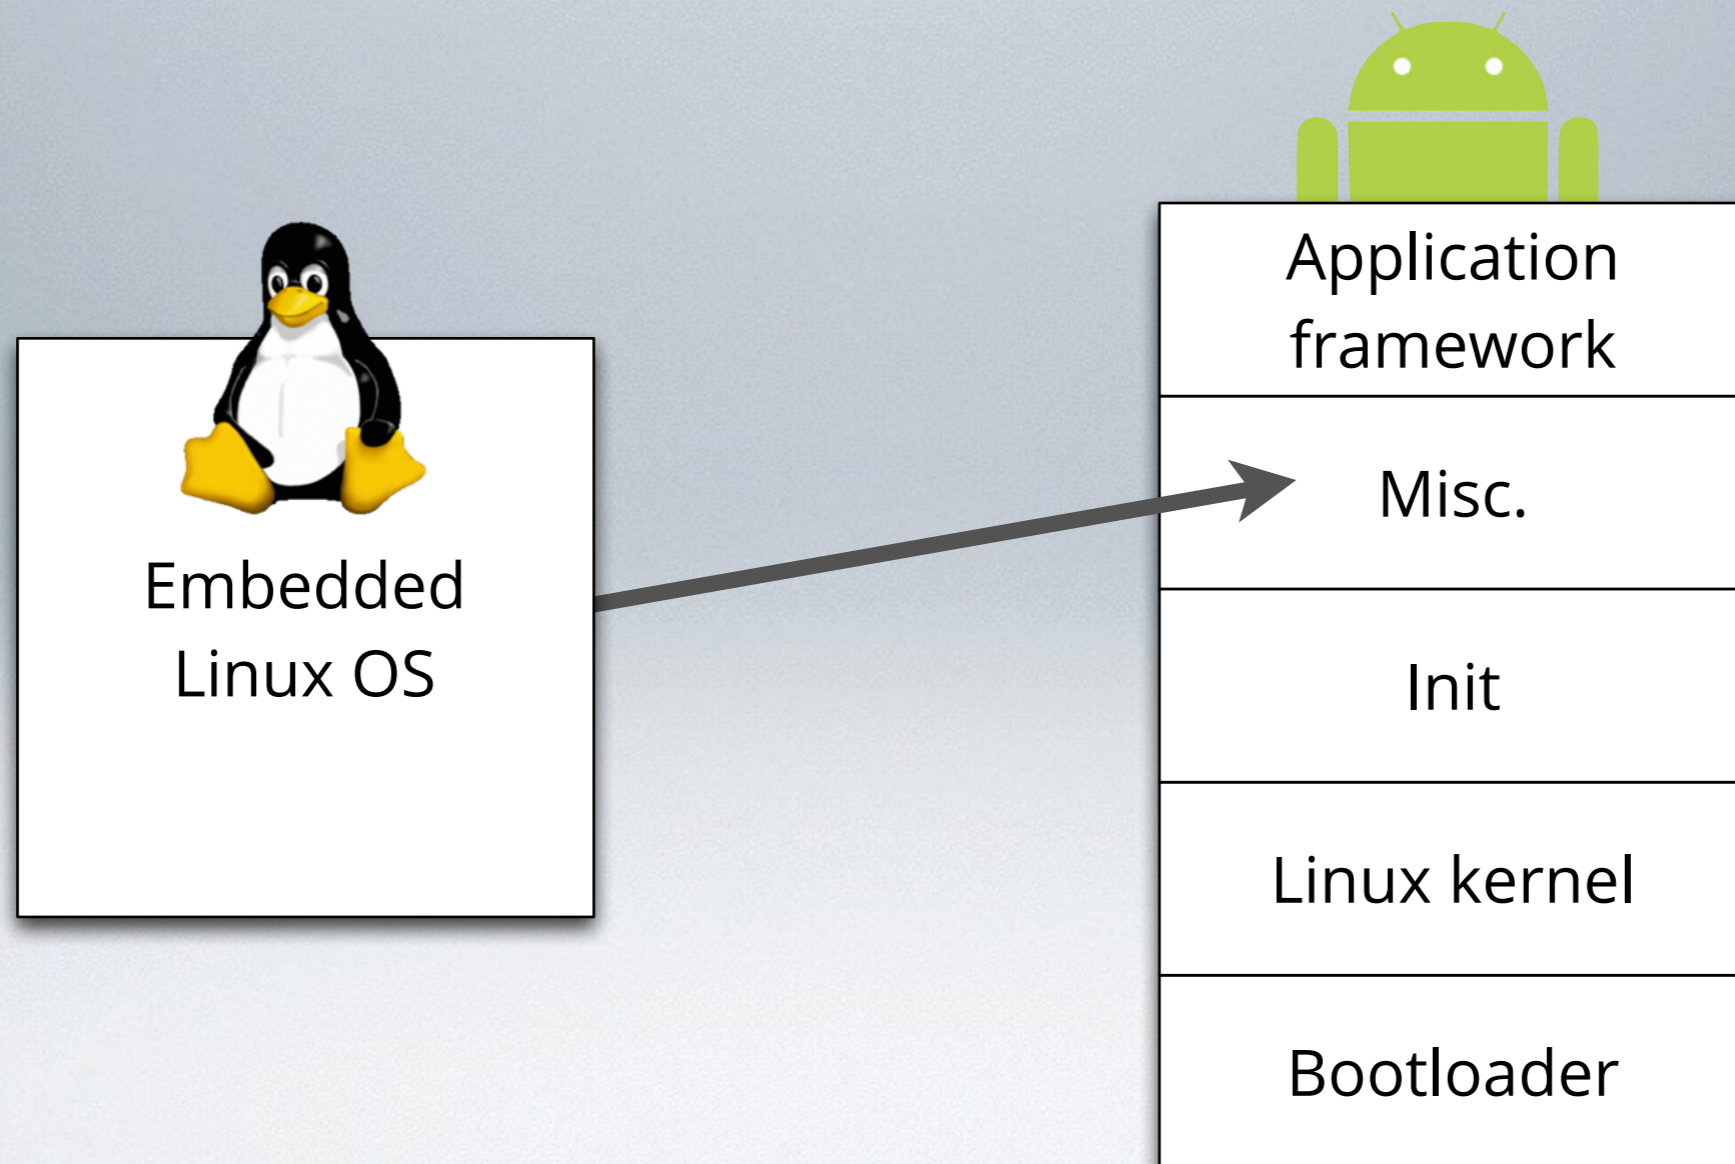 Embedded
Linux OS
Application
framework
Misc.
Init
Linux kernel
Bootloader